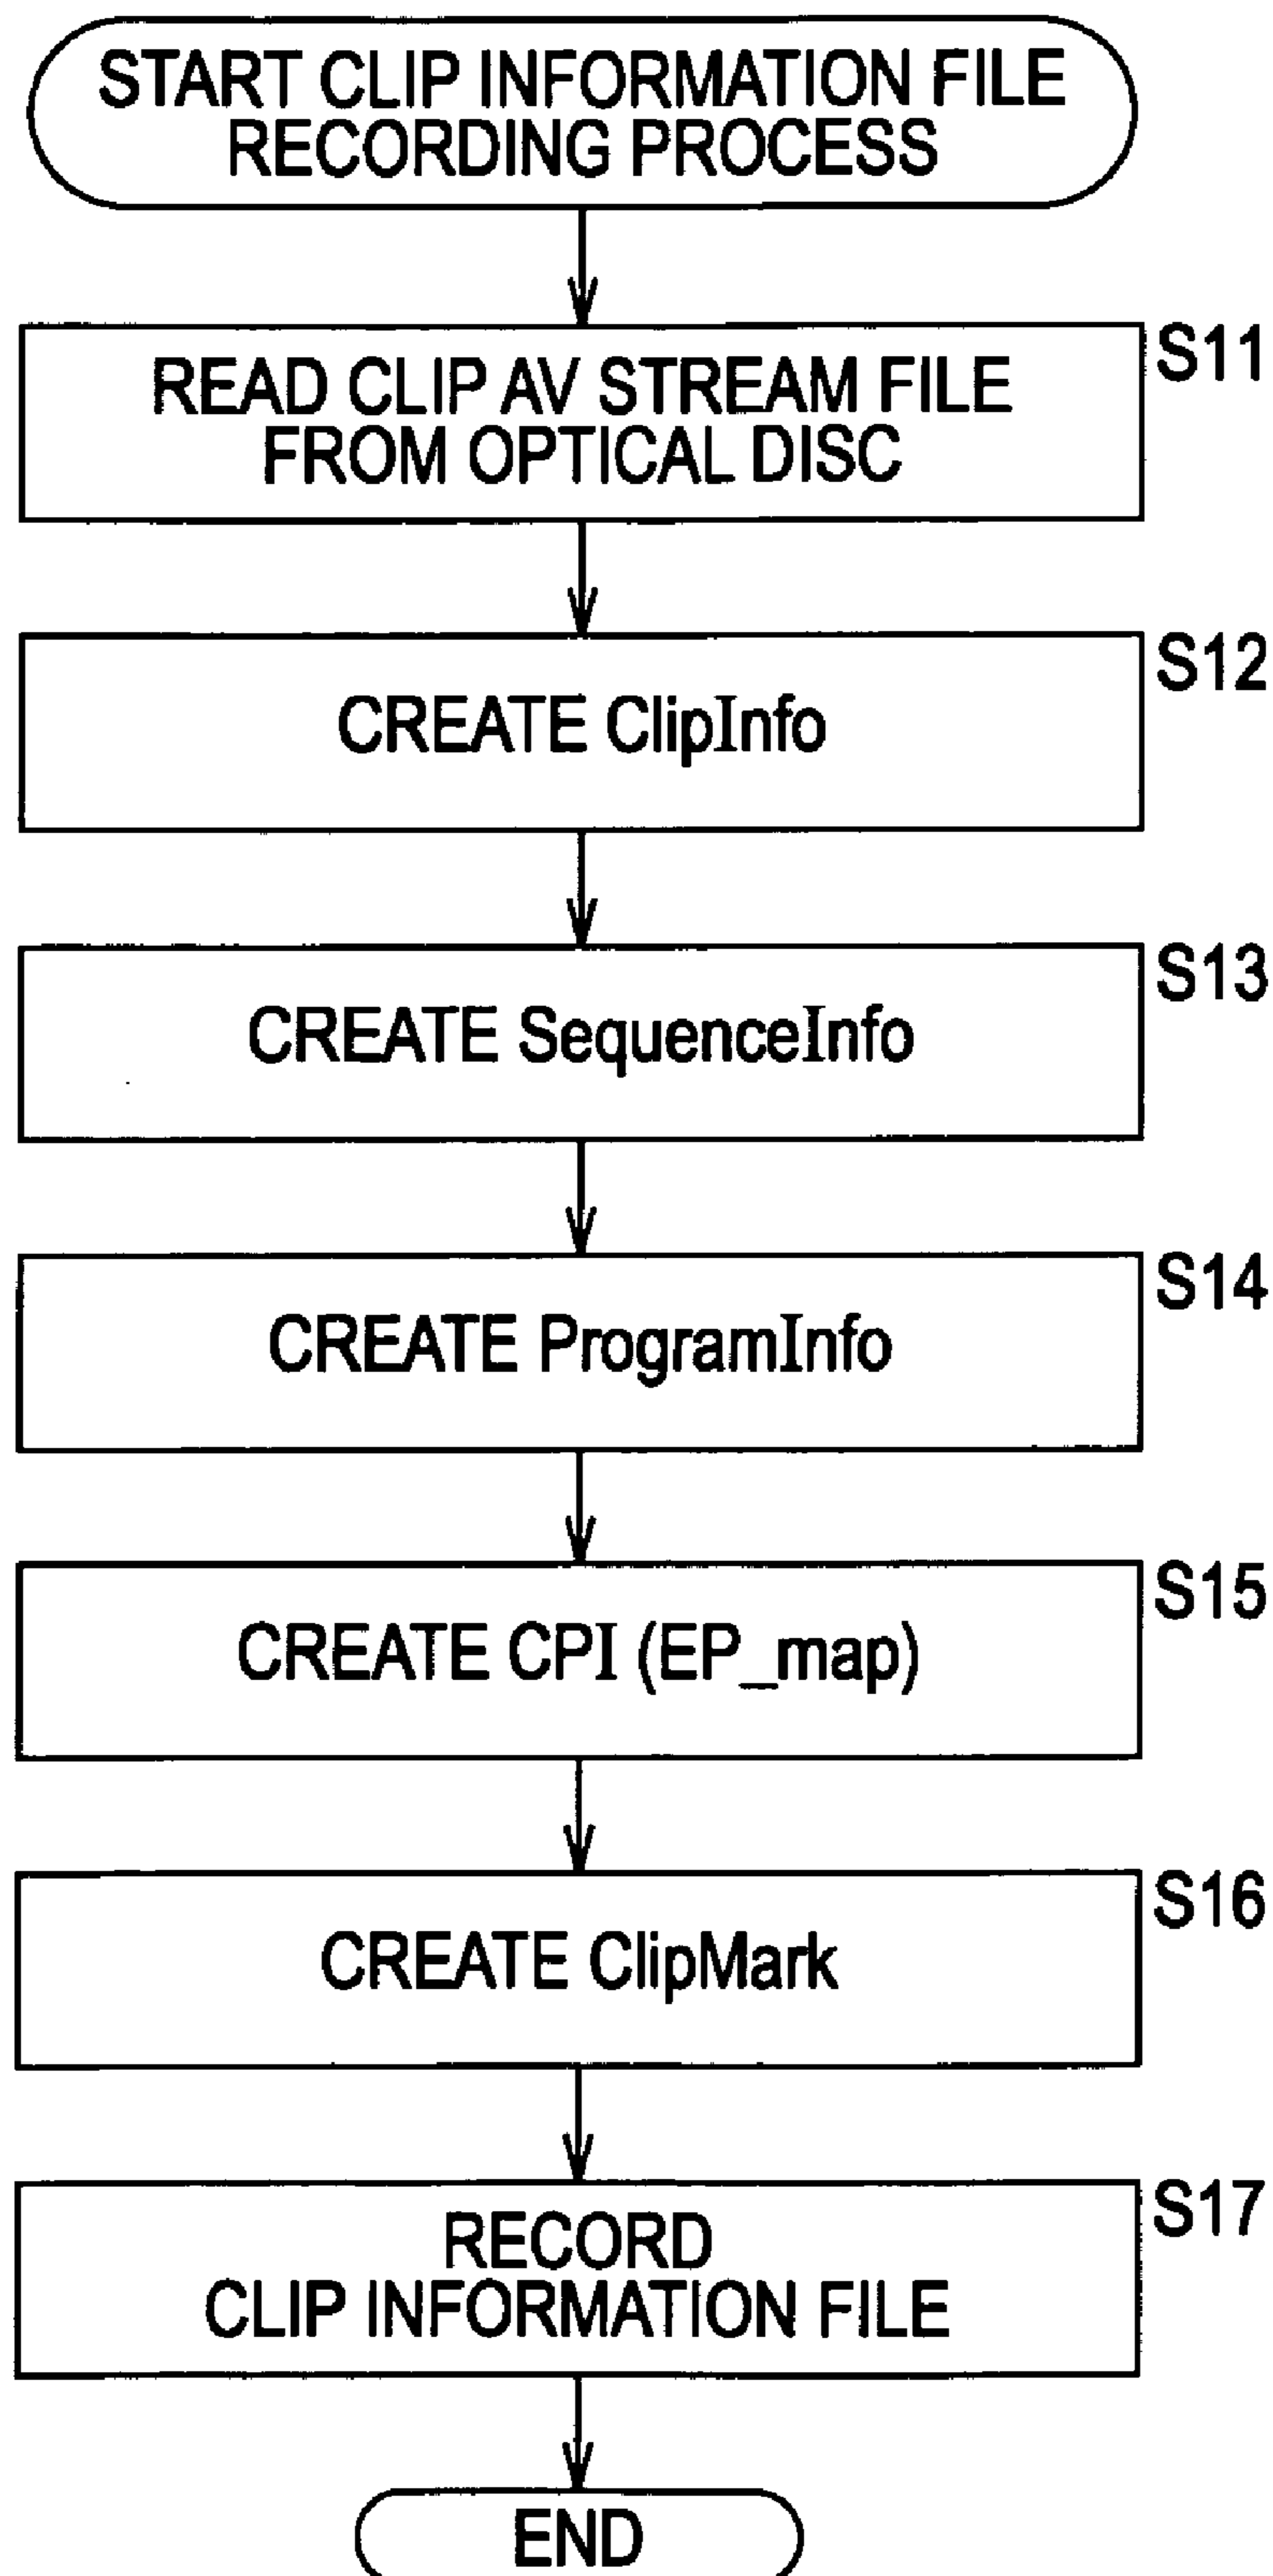 START CLIP INFORMATION FILE
RECORDING PROCESS
S11
READ CLIP AV STREAM FILE
FROM OPTICAL DISC
S12
CREATE ClipInfo
S13
CREATE SequenceInfo
S14
CREATE ProgramInfo
S15
CREATE CPI (EP_map)
S16
CREATE ClipMark
S17
RECORD
CLIP INFORMATION FILE
END